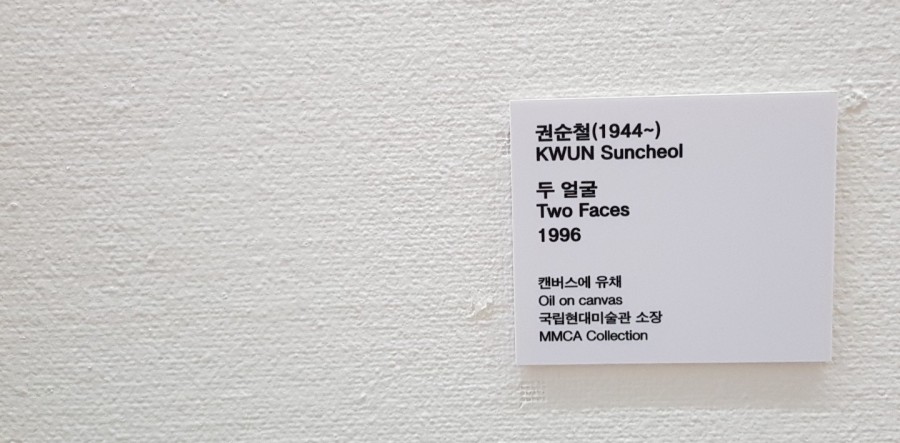 권순철(1944~)
KWUN Suncheol
두 얼굴
Two Faces
1996
캔버스에 유채
Oil on canvas
국립현대미술관 소장
MMCA Collection